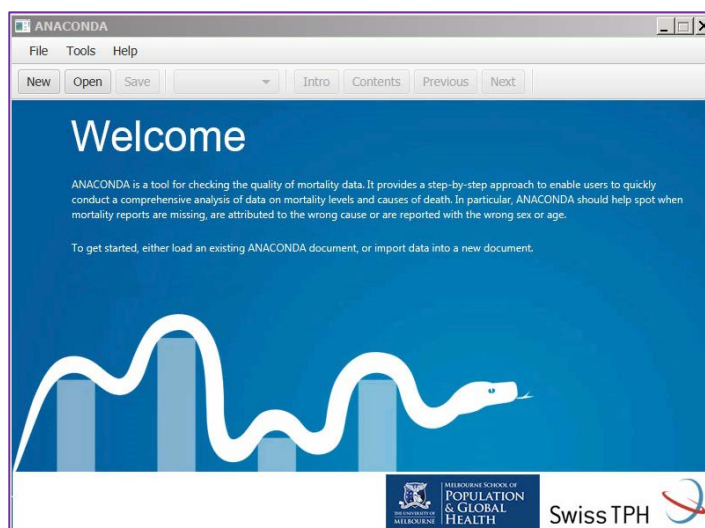 ANACONDA
File Tools Help
New Open Save Intro Contents Previous Next
Welcome
ANACONDA is a tool for checking the quality of mortality data. It provides a step-by-step approach to enable users to quickly
conduct a comprehensive analysis of data on mortality levels and causes of death. In particular, ANACONDA should help spot when
mortality reports are missing, are attributed to the wrong cause or are reported with the wrong sex or age.
To get started, either load an existing ANACONDA document, or import data into a new document.
THE UNIVERSITY OF
MELBOURNE
MELBOURNE SCHOOL OF
POPULATION
& GLOBAL
HEALTH
Swiss TPH